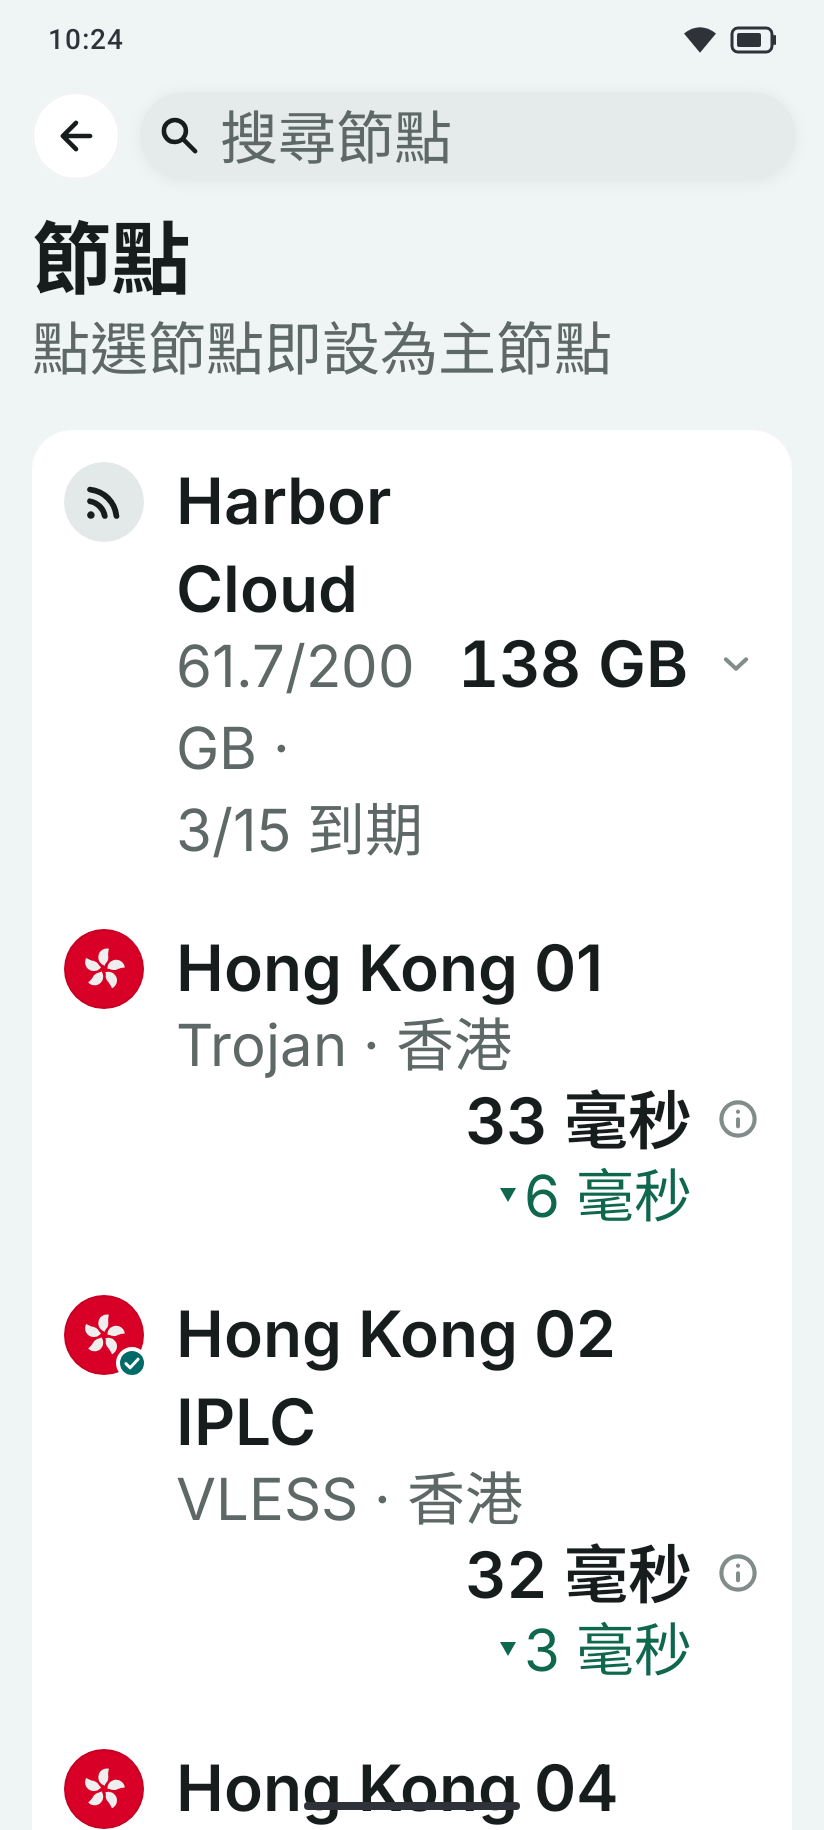 10:24
搜尋節點
節點
點選節點即設為主節點
Harbor
Cloud
61.7/200
GB ·
3/15 到期
138 GB
Hong Kong 01
Trojan · 香港
33 毫秒
▼6 毫秒
Hong Kong 02
IPLC
VLESS · 香港
32 毫秒
▼3 毫秒
Hong Kong 04